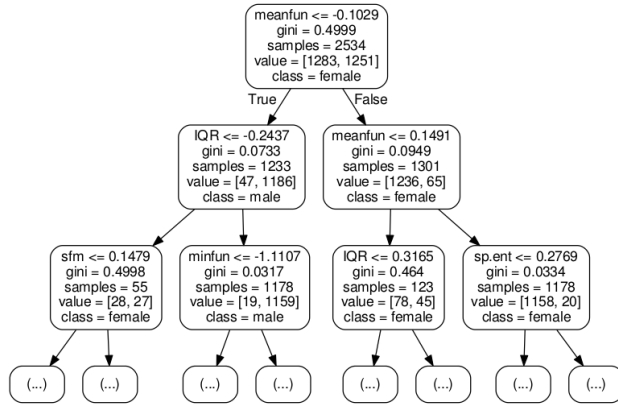 meanfun <= -0.1029
gini = 0.4999
samples = 2534
value = [1283, 1251]
class = female
True
False
IQR <= -0.2437
gini = 0.0733
samples = 1233
value = [47, 1186]
class = male
meanfun <= 0.1491
gini = 0.0949
samples = 1301
value = [1236, 65]
class = female
sfm <= 0.1479
gini = 0.4998
samples = 55
value = [28, 27]
class = female
minfun <= -1.1107
gini = 0.0317
samples = 1178
value = [19, 1159]
class = male
IQR <= 0.3165
gini = 0.464
samples = 123
value = [78, 45]
class = female
sp.ent <= 0.2769
gini = 0.0334
samples = 1178
value = [1158, 20]
class = female
(...)
(...)
(...)
(...)
(...)
(...)
(...)
(...)